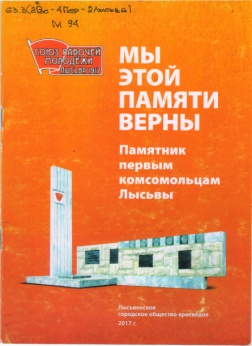 М 94
СОЮЗ РАБОЧЕЙ
МОЛОДЕЖИ
МЫ
ЭТОЙ
ПАМЯТИ
ВЕРНЫ
Памятник
первым
комсомольцам
Лысьвы
Лысьвенское
городское общество краеведов
2017 г.